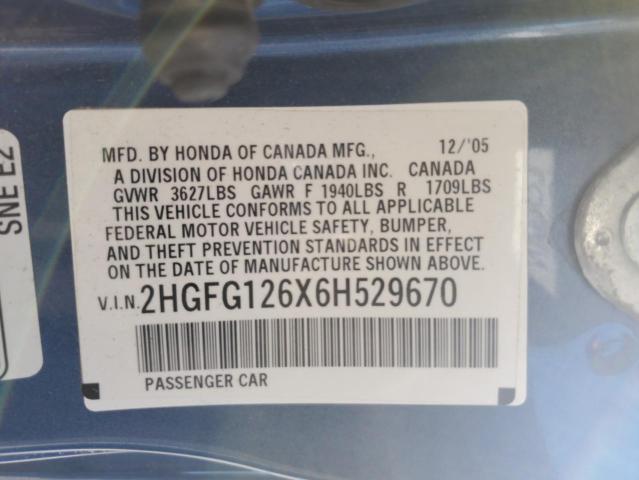 MFD. BY HONDA OF CANADA MFG., 12/'05
A DIVISION OF HONDA CANADA INC. CANADA
GVWR 3627LBS GAWR F 1940LBS R 1709LBS
THIS VEHICLE CONFORMS TO ALL APPLICABLE
FEDERAL MOTOR VEHICLE SAFETY, BUMPER,
AND THEFT PREVENTION STANDARDS IN EFFECT
ON THE DATE OF MANUFACTURE SHOWN ABOVE.
V.I.N. 2HGFG126X6H529670
PASSENGER CAR
SNE E2